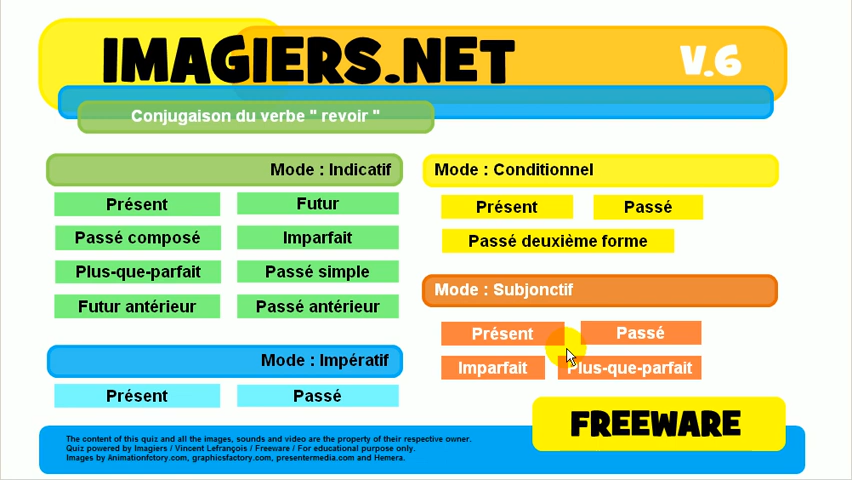 IMAGIERS.NET
V.6
Conjugaison du verbe " revoir "
Mode : Indicatif
Présent
Futur
Passé composé
Imparfait
Plus-que-parfait
Passé simple
Futur antérieur
Passé antérieur
Mode : Impératif
Présent
Passé
Mode : Conditionnel
Présent
Passé
Passé deuxième forme
Mode : Subjonctif
Présent
Passé
Imparfait
Plus-que-parfait
FREEWARE
The content of this quiz and all the images, sounds and video are the property of their respective owner.
Quiz powered by Imagiers / Vincent Lefrançois / Freeware / For educational purpose only.
Images by Animationfctory.com, graphicsfactory.com, presentermedia.com and Hemera.